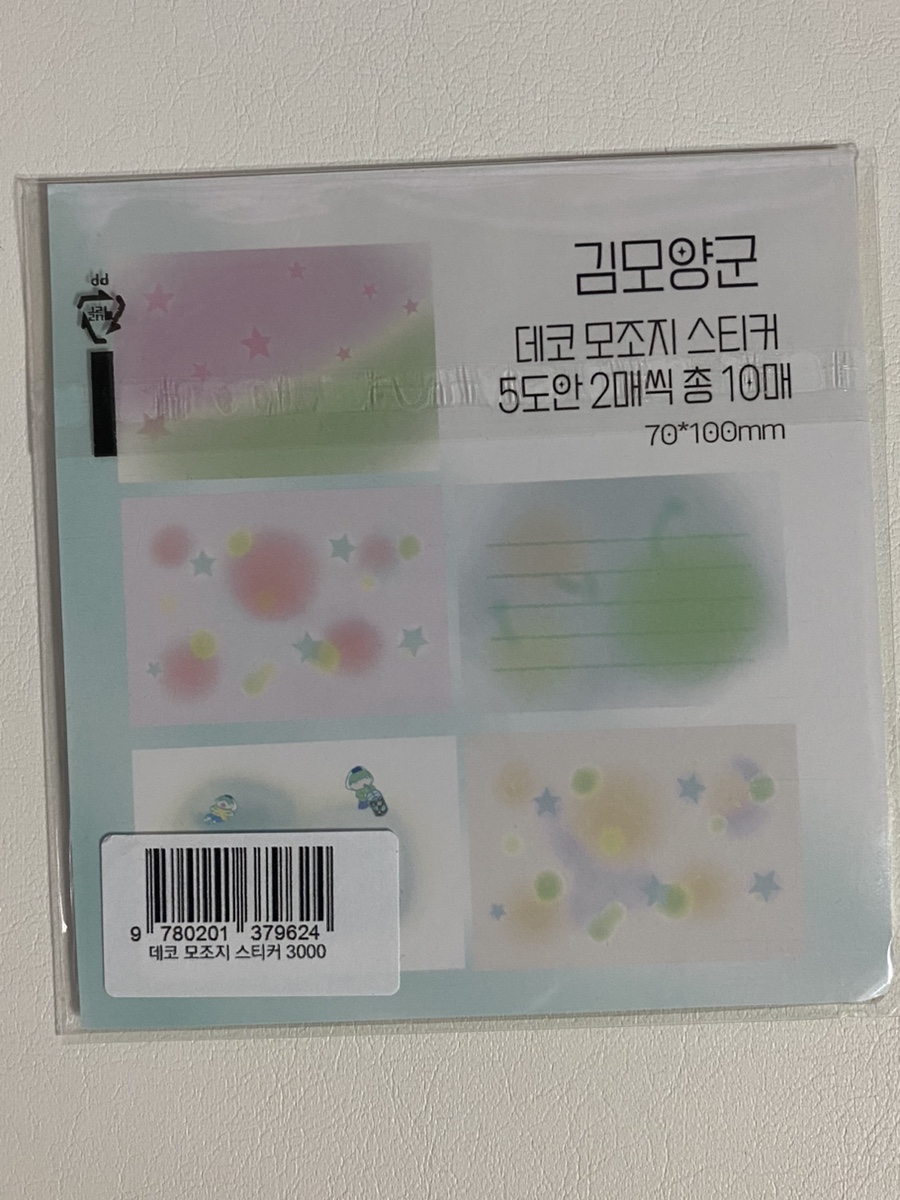 김모양군
데코 모조지 스티커
5도안 2매씩 총 10매
70*100mm
PP
9 780201 379624
데코 모조지 스티커 3000